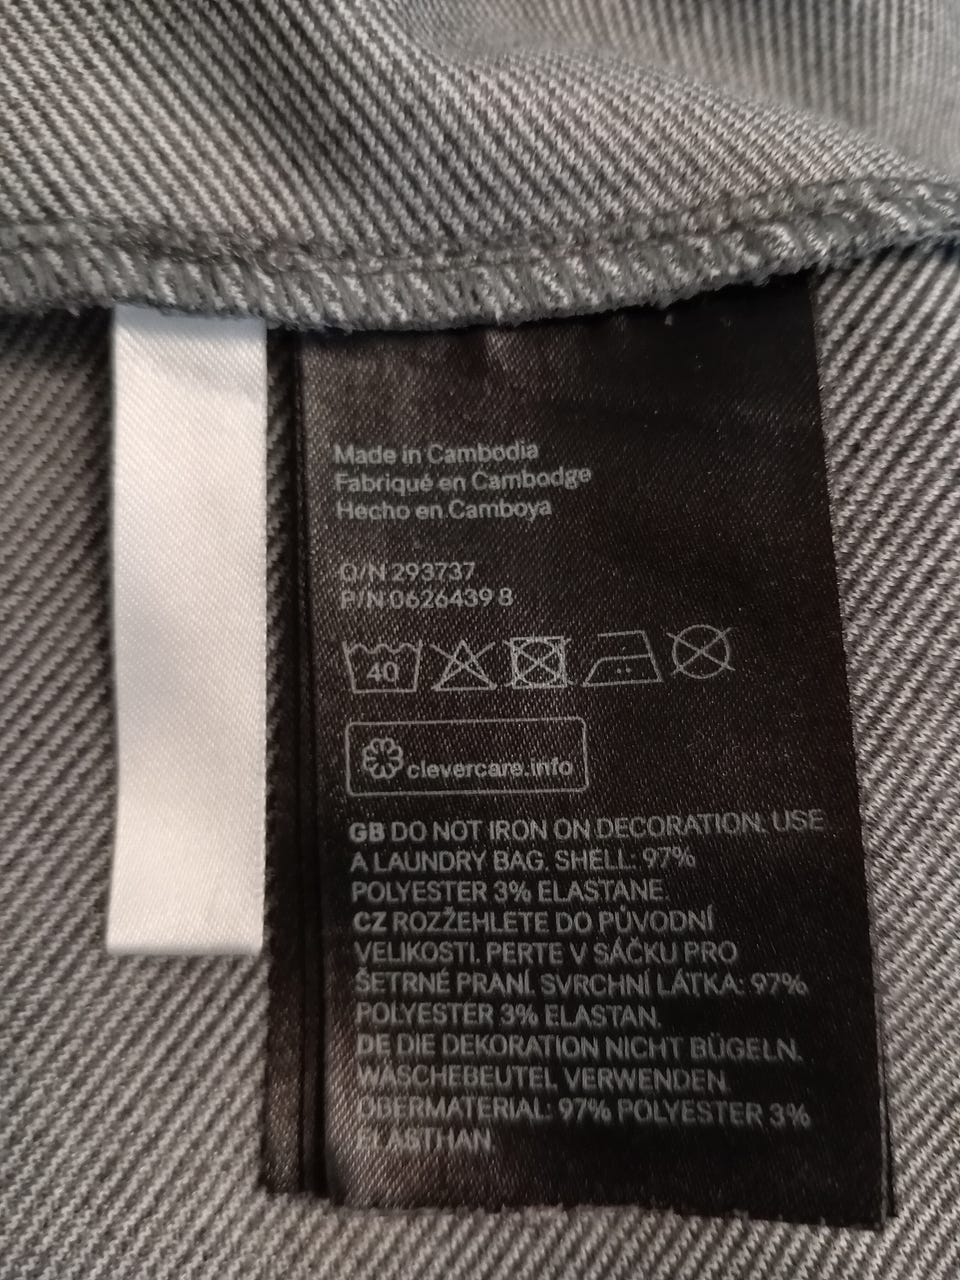 Made in Cambodia
Fabriqué en Cambodge
Hecho en Camboya
O/N 293737
P/N 0626439 8
40
clevercare.info
GB DO NOT IRON ON DECORATION. USE
A LAUNDRY BAG. SHELL: 97%
POLYESTER 3% ELASTANE.
CZ ROZŽEHLETE DO PŮVODNÍ
VELIKOSTI. PERTE V SÁČKU PRO
ŠETRNÉ PRANÍ. SVRCHNÍ LÁTKA: 97%
POLYESTER 3% ELASTAN.
DE DIE DEKORATION NICHT BÜGELN.
WÄSCHEBEUTEL VERWENDEN.
OBERMATERIAL: 97% POLYESTER 3%
ELASTHAN.